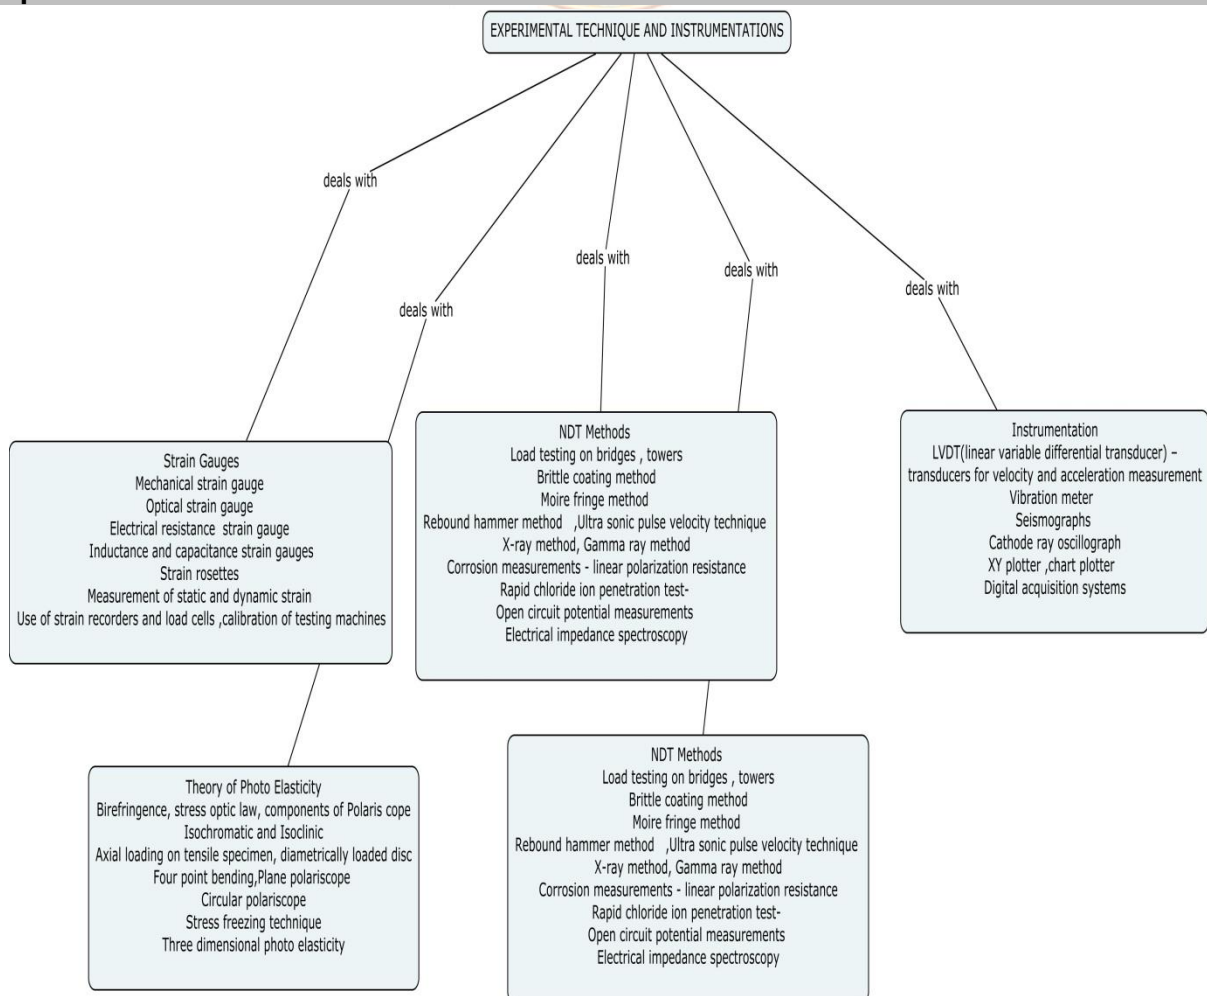 EXPERIMENTAL TECHNIQUE AND INSTRUMENTATIONS
deals with
deals with
deals with
deals with
deals with
Strain Gauges
Mechanical strain gauge
Optical strain gauge
Electrical resistance strain gauge
Inductance and capacitance strain gauges
Strain rosettes
Measurement of static and dynamic strain
Use of strain recorders and load cells ,calibration of testing machines
NDT Methods
Load testing on bridges , towers
Brittle coating method
Moire fringe method
Rebound hammer method ,Ultra sonic pulse velocity technique
X-ray method, Gamma ray method
Corrosion measurements - linear polarization resistance
Rapid chloride ion penetration test-
Open circuit potential measurements
Electrical impedance spectroscopy
Instrumentation
LVDT(linear variable differential transducer) –
transducers for velocity and acceleration measurement
Vibration meter
Seismographs
Cathode ray oscillograph
XY plotter ,chart plotter
Digital acquisition systems
Theory of Photo Elasticity
Birefringence, stress optic law, components of Polaris cope
Isochromatic and Isoclinic
Axial loading on tensile specimen, diametrically loaded disc
Four point bending,Plane polariscope
Circular polariscope
Stress freezing technique
Three dimensional photo elasticity
NDT Methods
Load testing on bridges , towers
Brittle coating method
Moire fringe method
Rebound hammer method ,Ultra sonic pulse velocity technique
X-ray method, Gamma ray method
Corrosion measurements - linear polarization resistance
Rapid chloride ion penetration test-
Open circuit potential measurements
Electrical impedance spectroscopy